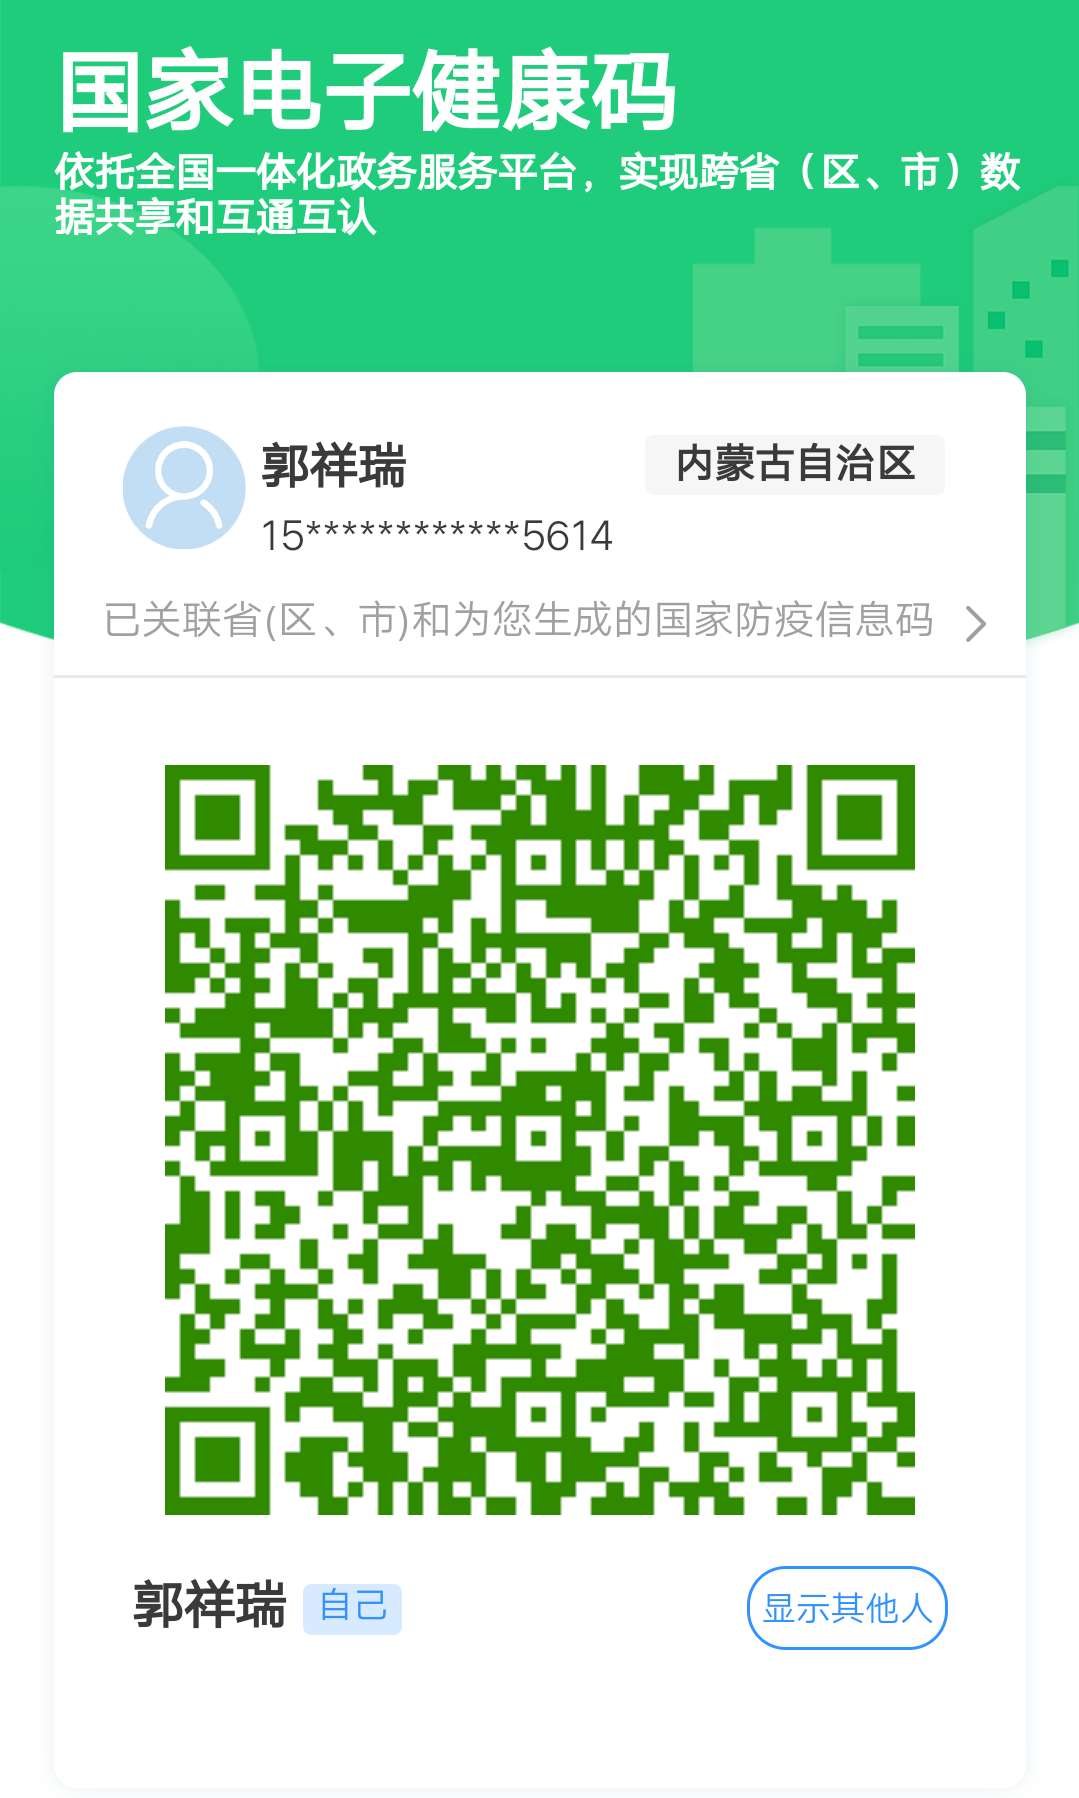 国家电子健康码
依托全国一体化政务服务平台，实现跨省（区、市）数
据共享和互通互认
郭祥瑞
内蒙古自治区
15************5614
已关联省(区、市)和为您生成的国家防疫信息码
郭祥瑞 自己
显示其他人